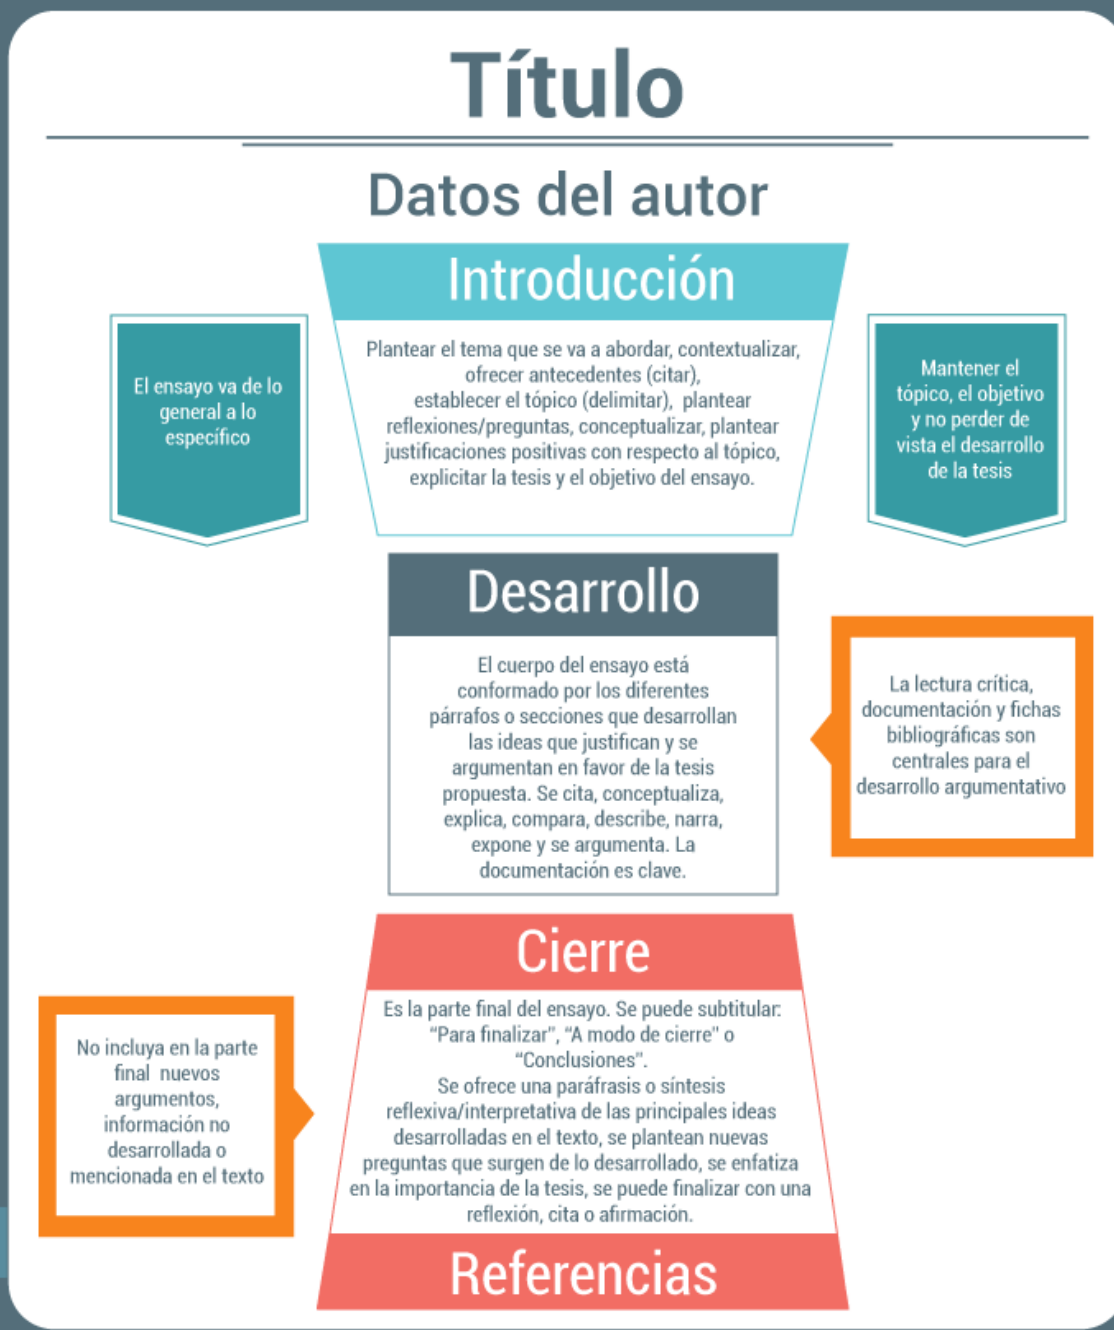 Título
Datos del autor
Introducción
Plantear el tema que se va a abordar, contextualizar,
ofrecer antecedentes (citar),
establecer el tópico (delimitar), plantear
reflexiones/preguntas, conceptualizar, plantear
justificaciones positivas con respecto al tópico,
explicitar la tesis y el objetivo del ensayo.
El ensayo va de lo
general a lo
específico
Mantener el
tópico, el objetivo
y no perder de
vista el desarrollo
de la tesis
Desarrollo
El cuerpo del ensayo está
conformado por los diferentes
párrafos o secciones que desarrollan
las ideas que justifican y se
argumentan en favor de la tesis
propuesta. Se cita, conceptualiza,
explica, compara, describe, narra,
expone y se argumenta. La
documentación es clave.
La lectura crítica,
documentación y fichas
bibliográficas son
centrales para el
desarrollo argumentativo
Cierre
Es la parte final del ensayo. Se puede subtitular:
“Para finalizar”, “A modo de cierre” o
“Conclusiones”.
Se ofrece una paráfrasis o síntesis
reflexiva/interpretativa de las principales ideas
desarrolladas en el texto, se plantean nuevas
preguntas que surgen de lo desarrollado, se enfatiza
en la importancia de la tesis, se puede finalizar con una
reflexión, cita o afirmación.
No incluya en la parte
final nuevos
argumentos,
información no
desarrollada o
mencionada en el texto
Referencias